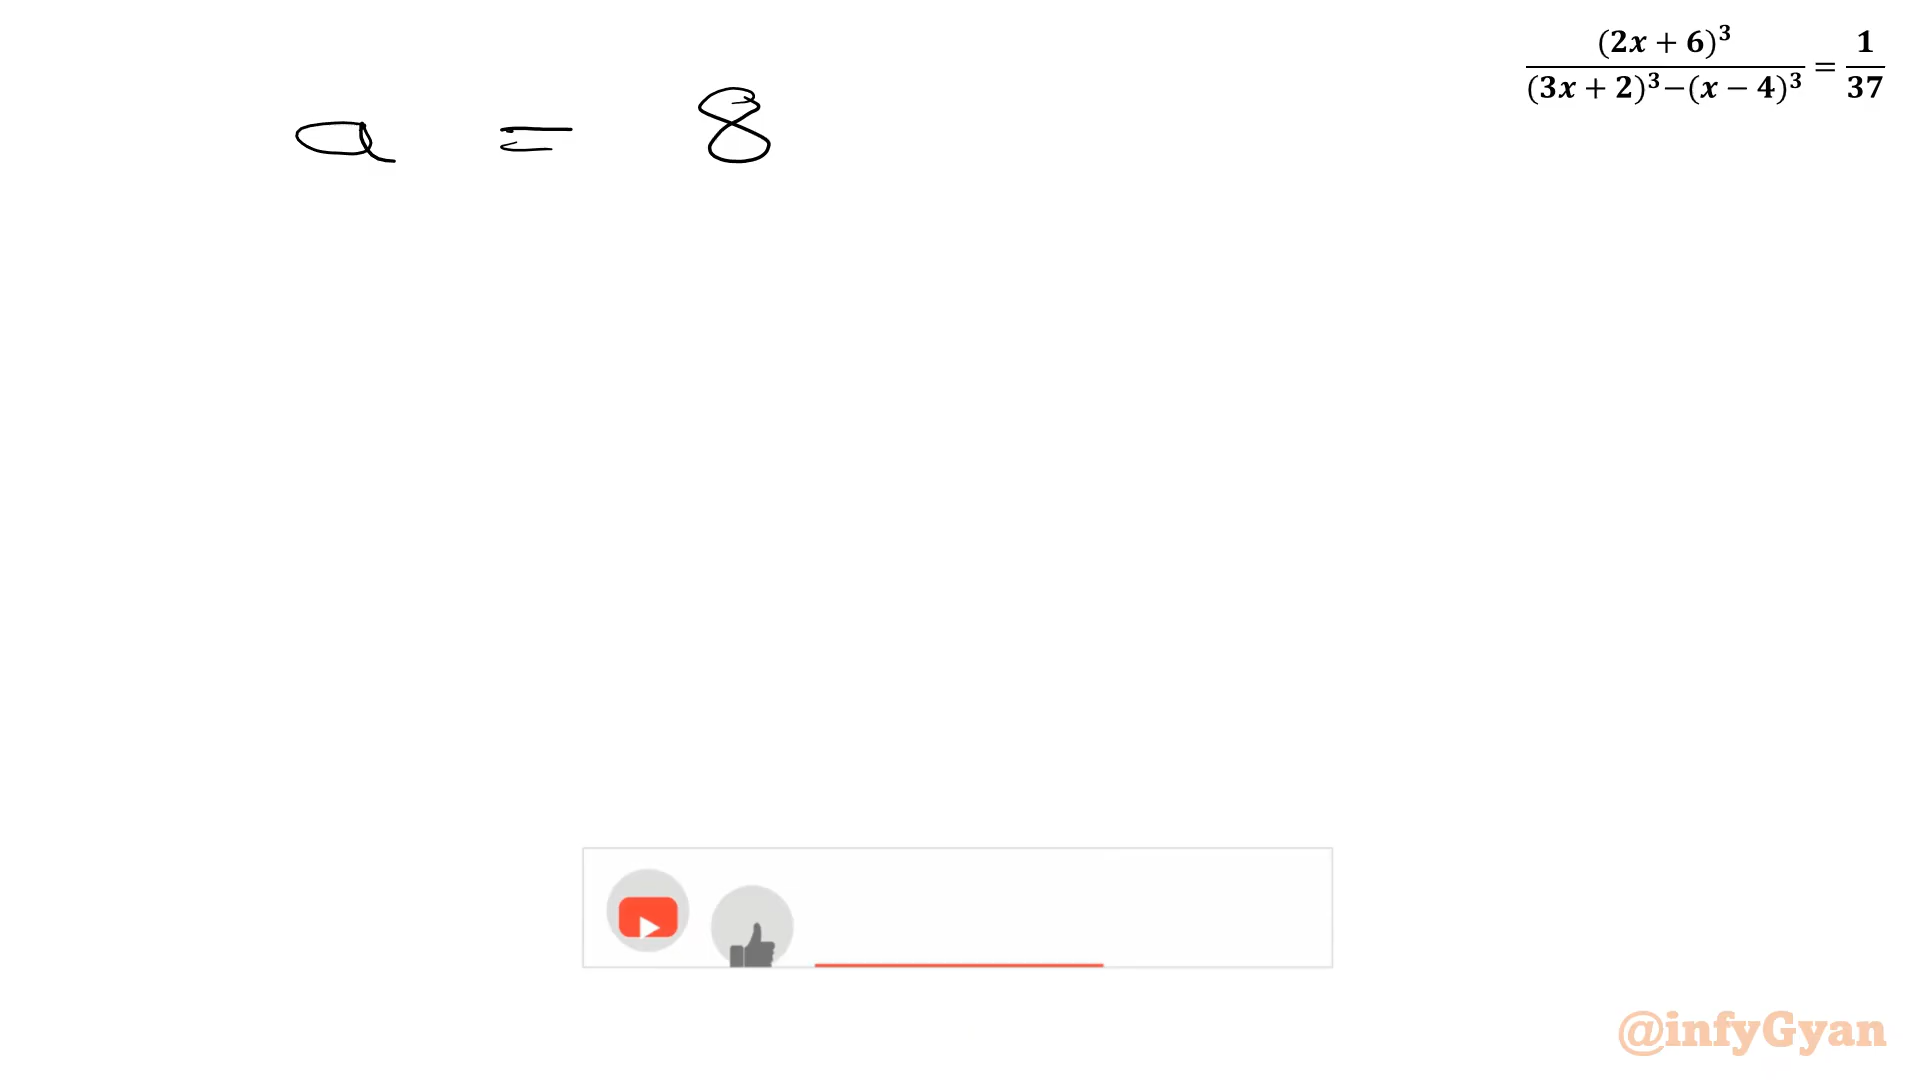 (2x + 6)³
(3x + 2)³−(x − 4)³ = 1/37
a = 8
@infyGyan